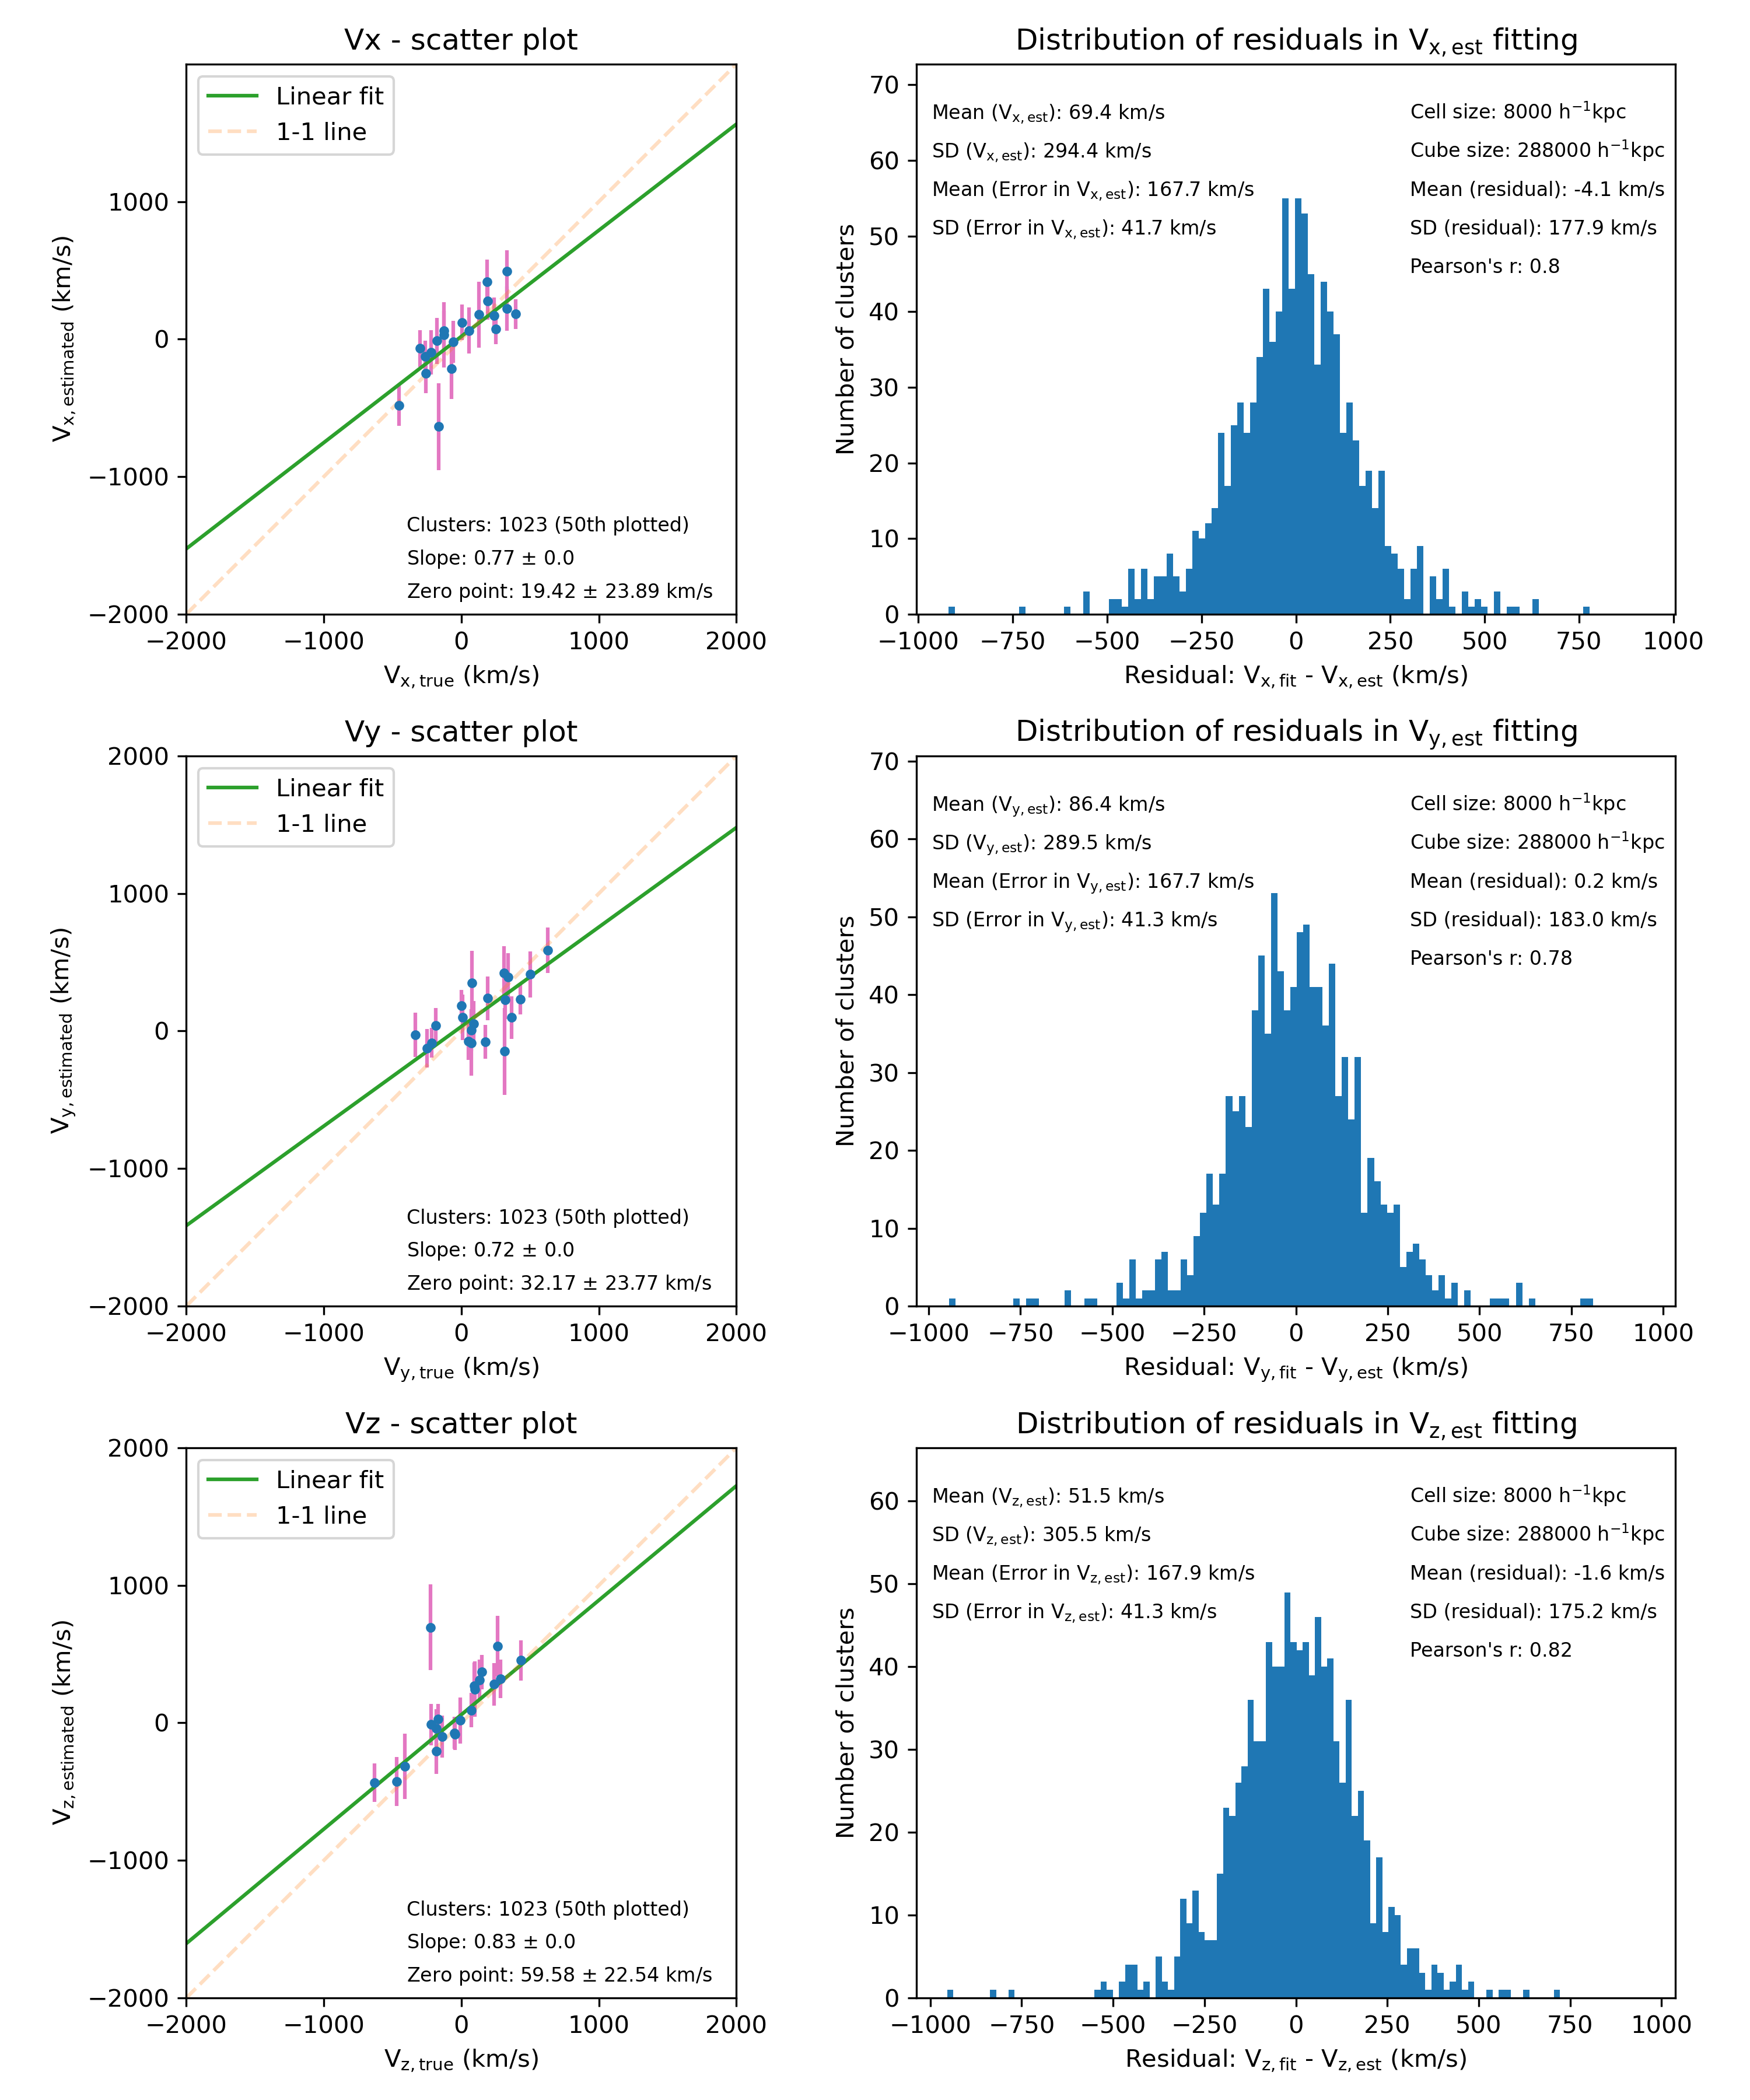 Vx - scatter plot
Linear fit
1-1 line
1000
0
−1000
−2000
V_x, estimated (km/s)
Clusters: 1023 (50th plotted)
Slope: 0.77 ± 0.0
Zero point: 19.42 ± 23.89 km/s
−2000 −1000 0 1000 2000
V_x, true (km/s)
Distribution of residuals in V_x, est fitting
70
60
50
40
30
20
10
0
Number of clusters
Mean (V_x, est): 69.4 km/s
SD (V_x, est): 294.4 km/s
Mean (Error in V_x, est): 167.7 km/s
SD (Error in V_x, est): 41.7 km/s
Cell size: 8000 h⁻¹kpc
Cube size: 288000 h⁻¹kpc
Mean (residual): -4.1 km/s
SD (residual): 177.9 km/s
Pearson's r: 0.8
−1000 −750 −500 −250 0 250 500 750 1000
Residual: V_x, fit - V_x, est (km/s)
Vy - scatter plot
Linear fit
1-1 line
2000
1000
0
−1000
−2000
V_y, estimated (km/s)
Clusters: 1023 (50th plotted)
Slope: 0.72 ± 0.0
Zero point: 32.17 ± 23.77 km/s
−2000 −1000 0 1000 2000
V_y, true (km/s)
Distribution of residuals in V_y, est fitting
70
60
50
40
30
20
10
0
Number of clusters
Mean (V_y, est): 86.4 km/s
SD (V_y, est): 289.5 km/s
Mean (Error in V_y, est): 167.7 km/s
SD (Error in V_y, est): 41.3 km/s
Cell size: 8000 h⁻¹kpc
Cube size: 288000 h⁻¹kpc
Mean (residual): 0.2 km/s
SD (residual): 183.0 km/s
Pearson's r: 0.78
−1000 −750 −500 −250 0 250 500 750 1000
Residual: V_y, fit - V_y, est (km/s)
Vz - scatter plot
Linear fit
1-1 line
2000
1000
0
−1000
−2000
V_z, estimated (km/s)
Clusters: 1023 (50th plotted)
Slope: 0.83 ± 0.0
Zero point: 59.58 ± 22.54 km/s
−2000 −1000 0 1000 2000
V_z, true (km/s)
Distribution of residuals in V_z, est fitting
60
50
40
30
20
10
0
Number of clusters
Mean (V_z, est): 51.5 km/s
SD (V_z, est): 305.5 km/s
Mean (Error in V_z, est): 167.9 km/s
SD (Error in V_z, est): 41.3 km/s
Cell size: 8000 h⁻¹kpc
Cube size: 288000 h⁻¹kpc
Mean (residual): -1.6 km/s
SD (residual): 175.2 km/s
Pearson's r: 0.82
−1000 −750 −500 −250 0 250 500 750 1000
Residual: V_z, fit - V_z, est (km/s)